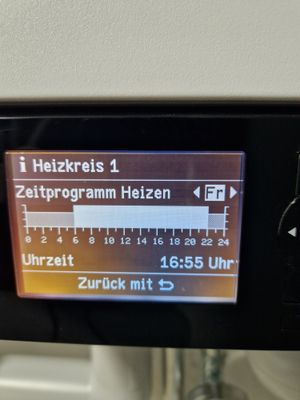 i Heizkreis 1
Zeitprogramm Heizen Fr
0 2 4 6 8 10 12 14 16 18 20 22 24
Uhrzeit 16:55 Uhr
Zurück mit